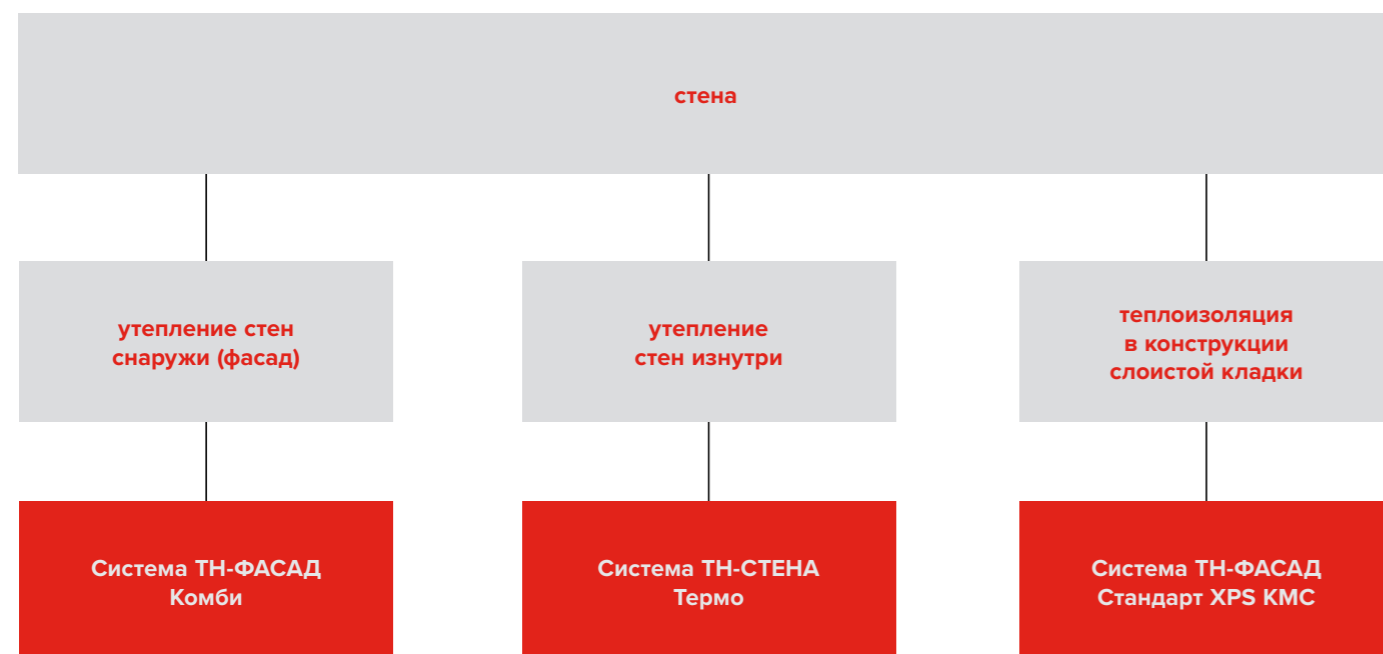 стена
утепление стен
снаружи (фасад)
утепление
стен изнутри
теплоизоляция
в конструкции
слоистой кладки
Система ТН-ФАСАД
Комби
Система ТН-СТЕНА
Термо
Система ТН-ФАСАД
Стандарт XPS КМС